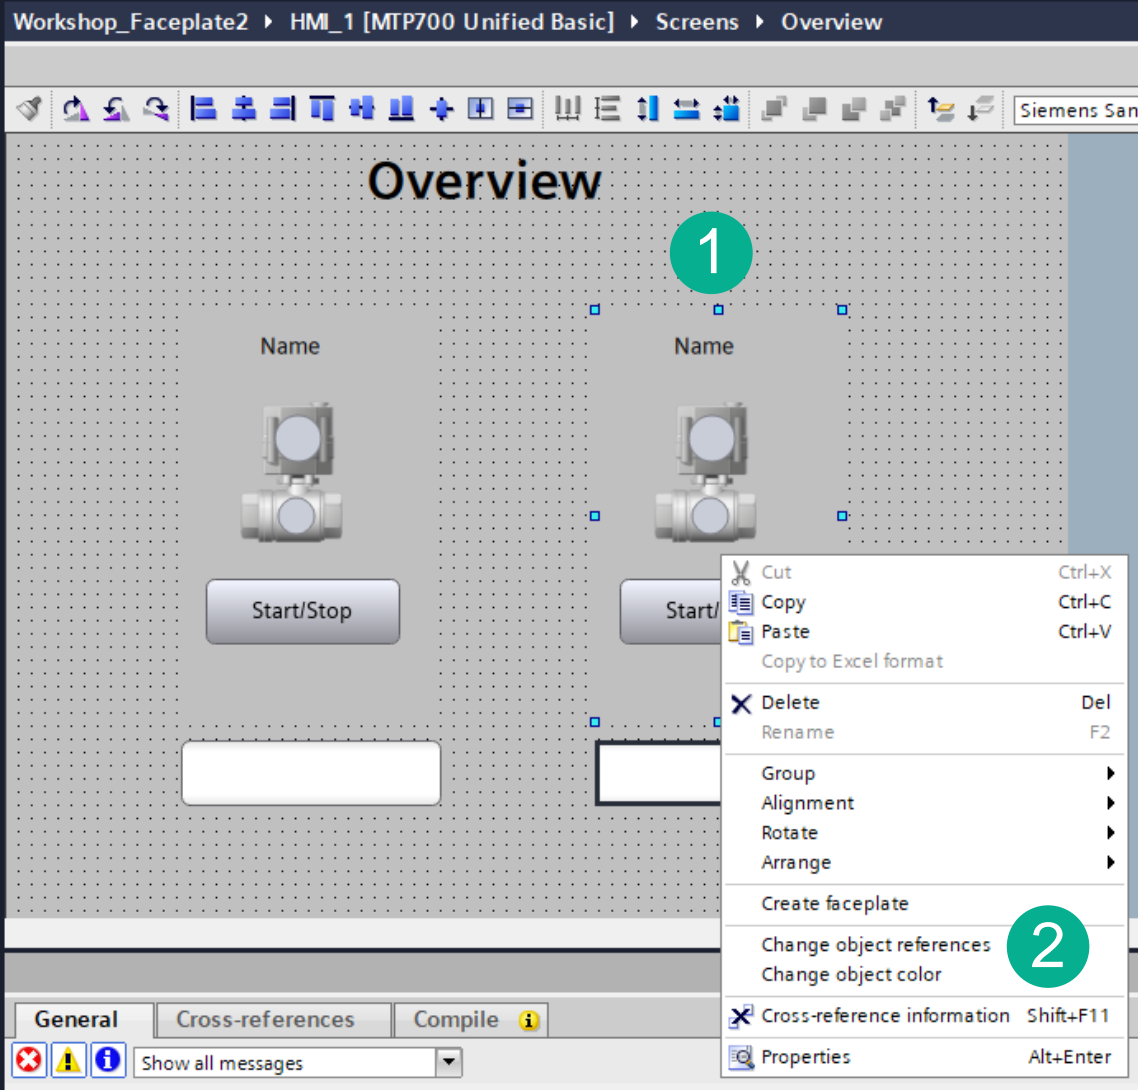 Workshop_Faceplate2 ▸ HMI_1 [MTP700 Unified Basic] ▸ Screens ▸ Overview
Siemens San
Overview
1
Name Name
Start/Stop Start/
Cut Ctrl+X
Copy Ctrl+C
Paste Ctrl+V
Copy to Excel format
Delete Del
Rename F2
Group
Alignment
Rotate
Arrange
Create faceplate
Change object references
2
Change object color
Cross-reference information Shift+F11
Properties Alt+Enter
General Cross-references Compile
Show all messages